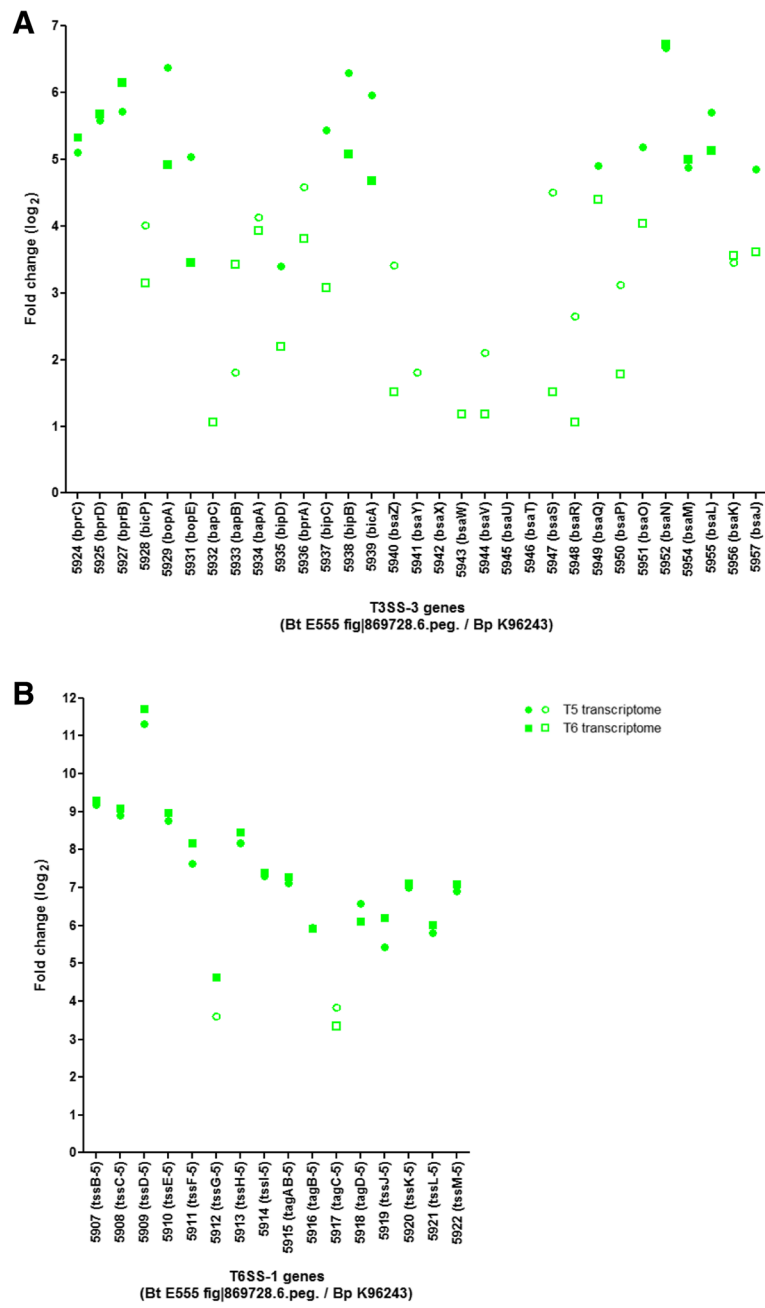 A
Fold change (log2)
7
6
5
4
3
2
1
0
5924 (bprC)
5925 (bprD)
5927 (bprB)
5928 (bicP)
5929 (bopA)
5931 (bopE)
5932 (bapC)
5933 (bapB)
5934 (bapA)
5935 (bipD)
5936 (bprA)
5937 (bipC)
5938 (bipB)
5939 (bicA)
5940 (bsaZ)
5941 (bsaY)
5942 (bsaX)
5943 (bsaW)
5944 (bsaV)
5945 (bsaU)
5946 (bsaT)
5947 (bsaS)
5948 (bsaR)
5949 (bsaQ)
5950 (bsaP)
5951 (bsaO)
5952 (bsaN)
5954 (bsaM)
5955 (bsaL)
5956 (bsaK)
5957 (bsaJ)
T3SS-3 genes
(Bt E555 fig|869728.6.peg. / Bp K96243)
B
Fold change (log2)
12
11
10
9
8
7
6
5
4
3
2
1
0
T5 transcriptome
T6 transcriptome
5907 (tssB-5)
5908 (tssC-5)
5909 (tssD-5)
5910 (tssE-5)
5911 (tssF-5)
5912 (tssG-5)
5913 (tssH-5)
5914 (tssI-5)
5915 (tagAB-5)
5916 (tagB-5)
5917 (tagC-5)
5918 (tagD-5)
5919 (tssJ-5)
5920 (tssK-5)
5921 (tssL-5)
5922 (tssM-5)
T6SS-1 genes
(Bt E555 fig|869728.6.peg. / Bp K96243)